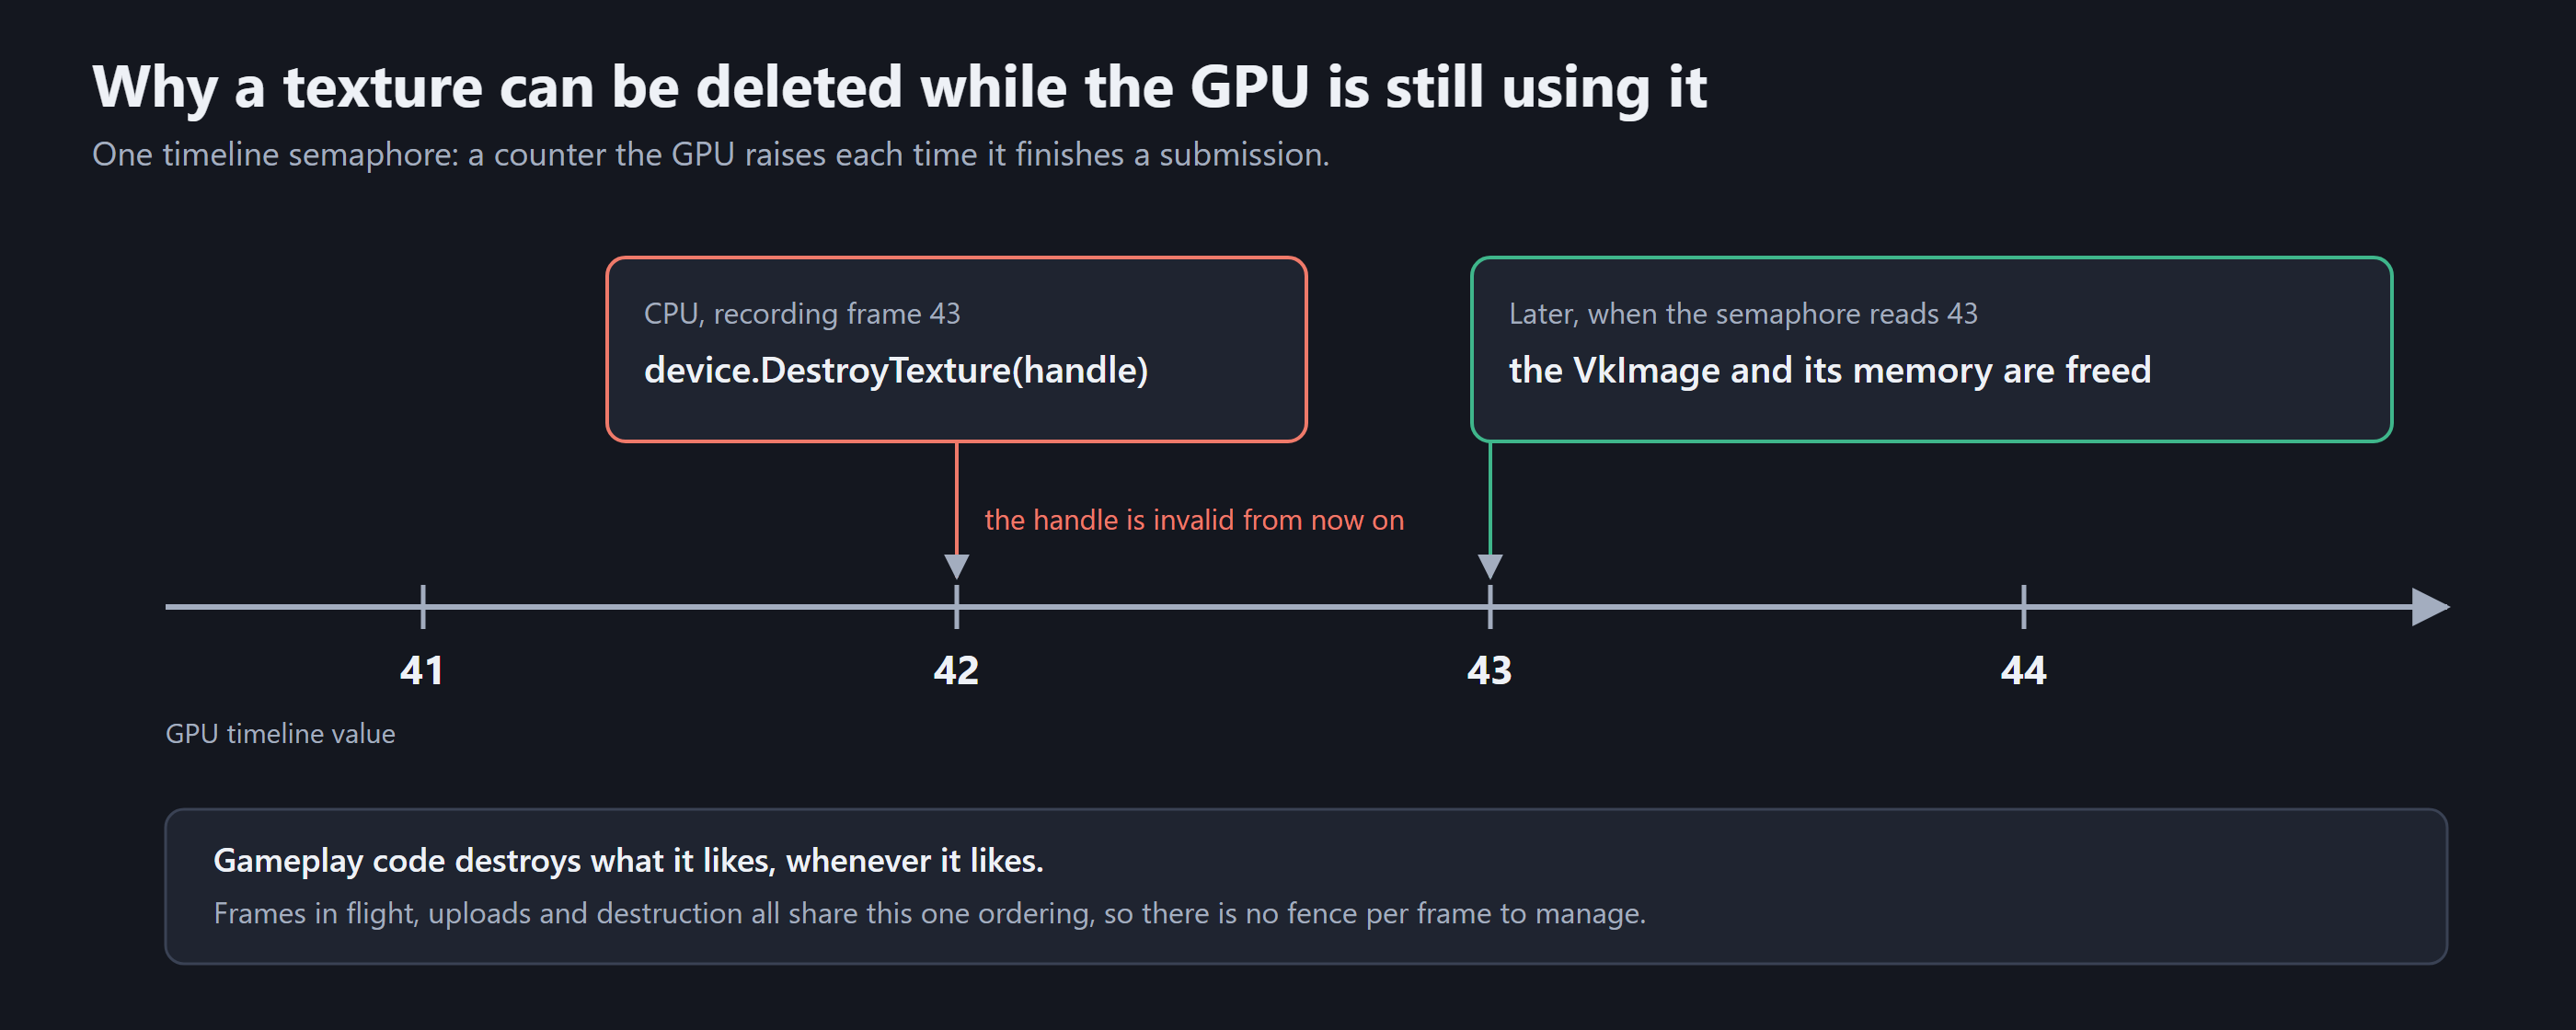 Why a texture can be deleted while the GPU is still using it
One timeline semaphore: a counter the GPU raises each time it finishes a submission.
CPU, recording frame 43
device.DestroyTexture(handle)
Later, when the semaphore reads 43
the VkImage and its memory are freed
the handle is invalid from now on
41
42
43
44
GPU timeline value
Gameplay code destroys what it likes, whenever it likes.
Frames in flight, uploads and destruction all share this one ordering, so there is no fence per frame to manage.